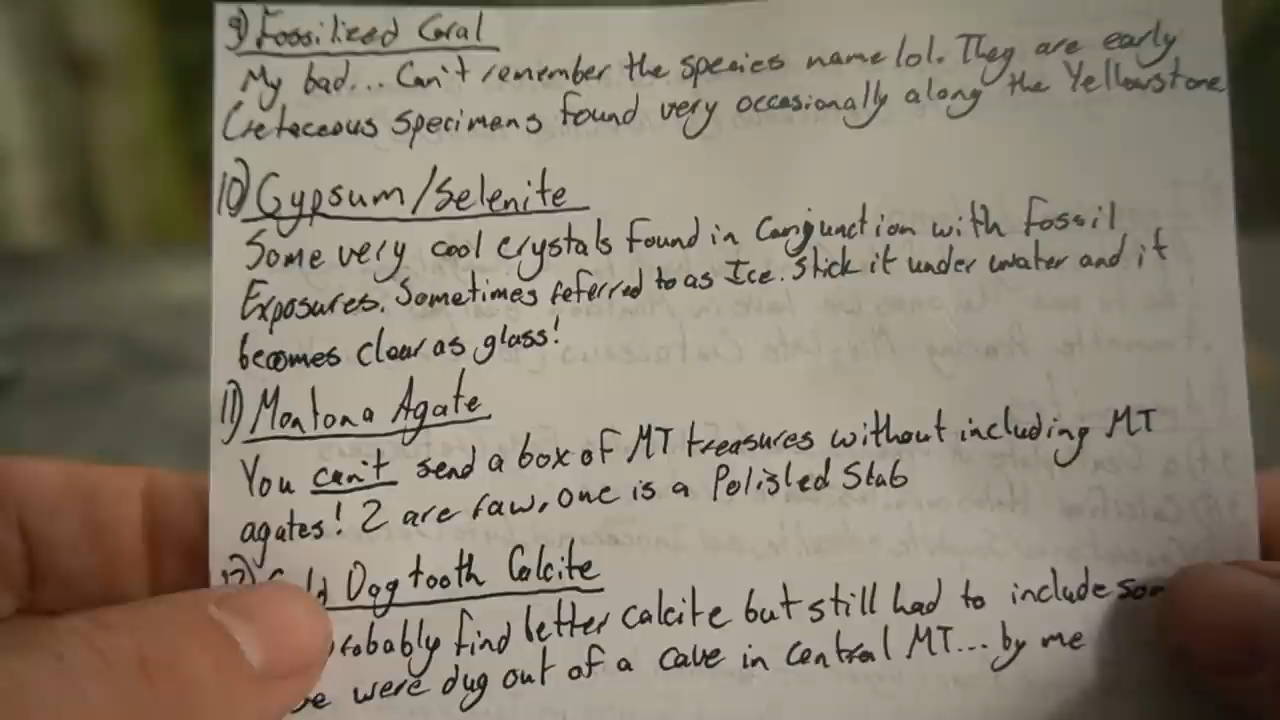 9) Fossilized Coral
My bad... Can't remember the species name lol. They are early
Cretaceous specimens found very occasionally along the Yellowstone
10) Gypsum/Selenite
Some very cool crystals found in Conjunction with fossil
Exposures. Sometimes referred to as Ice. Stick it under water and it
becomes clear as glass!
11) Montana Agate
You can't send a box of MT treasures without including MT
agates! 2 are raw, one is a Polished Slab
Dogtooth Calcite
find better calcite but still had to include
were dug out of a cave in central MT... by me